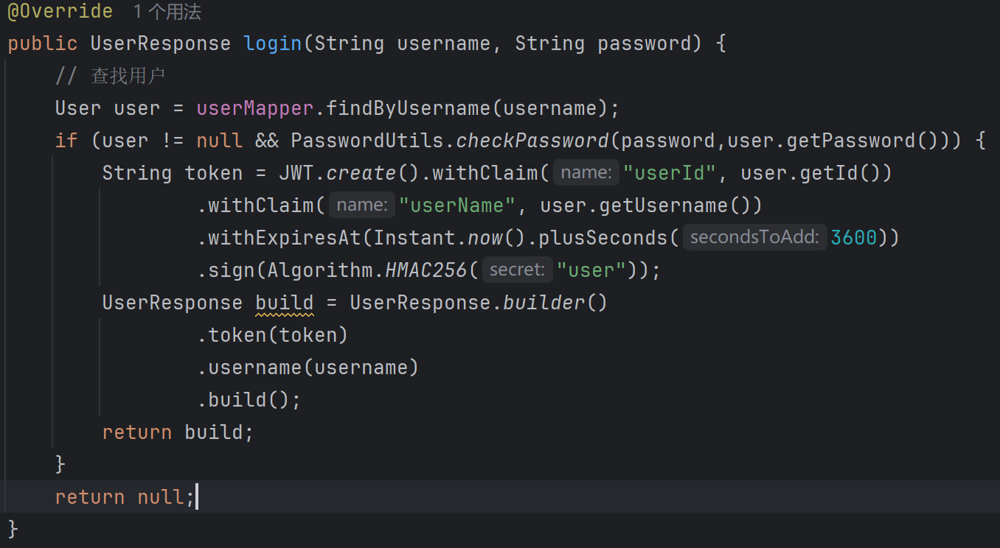 @Override 1 个用法
public UserResponse login(String username, String password) {
// 查找用户
User user = userMapper.findByUsername(username);
if (user != null && PasswordUtils.checkPassword(password,user.getPassword())) {
String token = JWT.create().withClaim( name: "userId", user.getId())
.withClaim( name: "userName", user.getUsername())
.withExpiresAt(Instant.now().plusSeconds( secondsToAdd: 3600))
.sign(Algorithm.HMAC256( secret: "user"));
UserResponse build = UserResponse.builder()
.token(token)
.username(username)
.build();
return build;
}
return null;
}